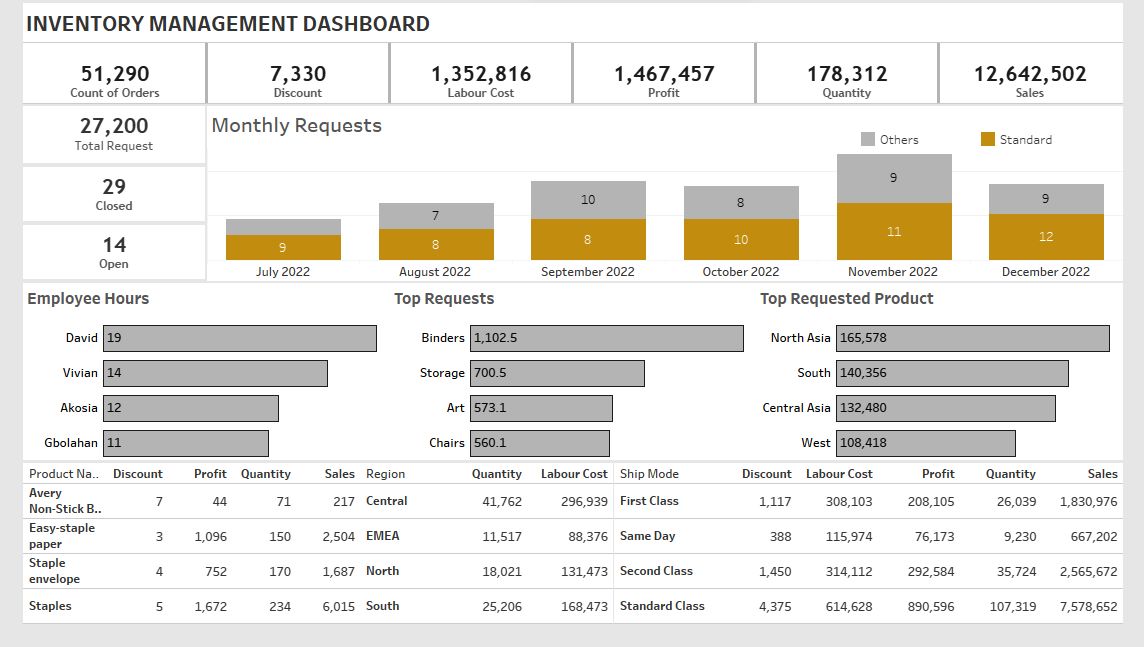 INVENTORY MANAGEMENT DASHBOARD
51,290 7,330 1,352,816 1,467,457 178,312 12,642,502
Count of Orders Discount Labour Cost Profit Quantity Sales
27,200
Total Request
29
Closed
14
Open
Monthly Requests
Others Standard
7 10 8 9 9
9 8 8 10 11 12
July 2022 August 2022 September 2022 October 2022 November 2022 December 2022
Employee Hours
David 19
Vivian 14
Akosia 12
Gbolahan 11
Top Requests
Binders 1,102.5
Storage 700.5
Art 573.1
Chairs 560.1
Top Requested Product
North Asia 165,578
South 140,356
Central Asia 132,480
West 108,418
Product Na.. Discount Profit Quantity Sales
Avery
Non-Stick B.. 7 44 71 217
Easy-staple
paper 3 1,096 150 2,504
Staple
envelope 4 752 170 1,687
Staples 5 1,672 234 6,015
Region Quantity Labour Cost
Central 41,762 296,939
EMEA 11,517 88,376
North 18,021 131,473
South 25,206 168,473
Ship Mode Discount Labour Cost Profit Quantity Sales
First Class 1,117 308,103 208,105 26,039 1,830,976
Same Day 388 115,974 76,173 9,230 667,202
Second Class 1,450 314,112 292,584 35,724 2,565,672
Standard Class 4,375 614,628 890,596 107,319 7,578,652